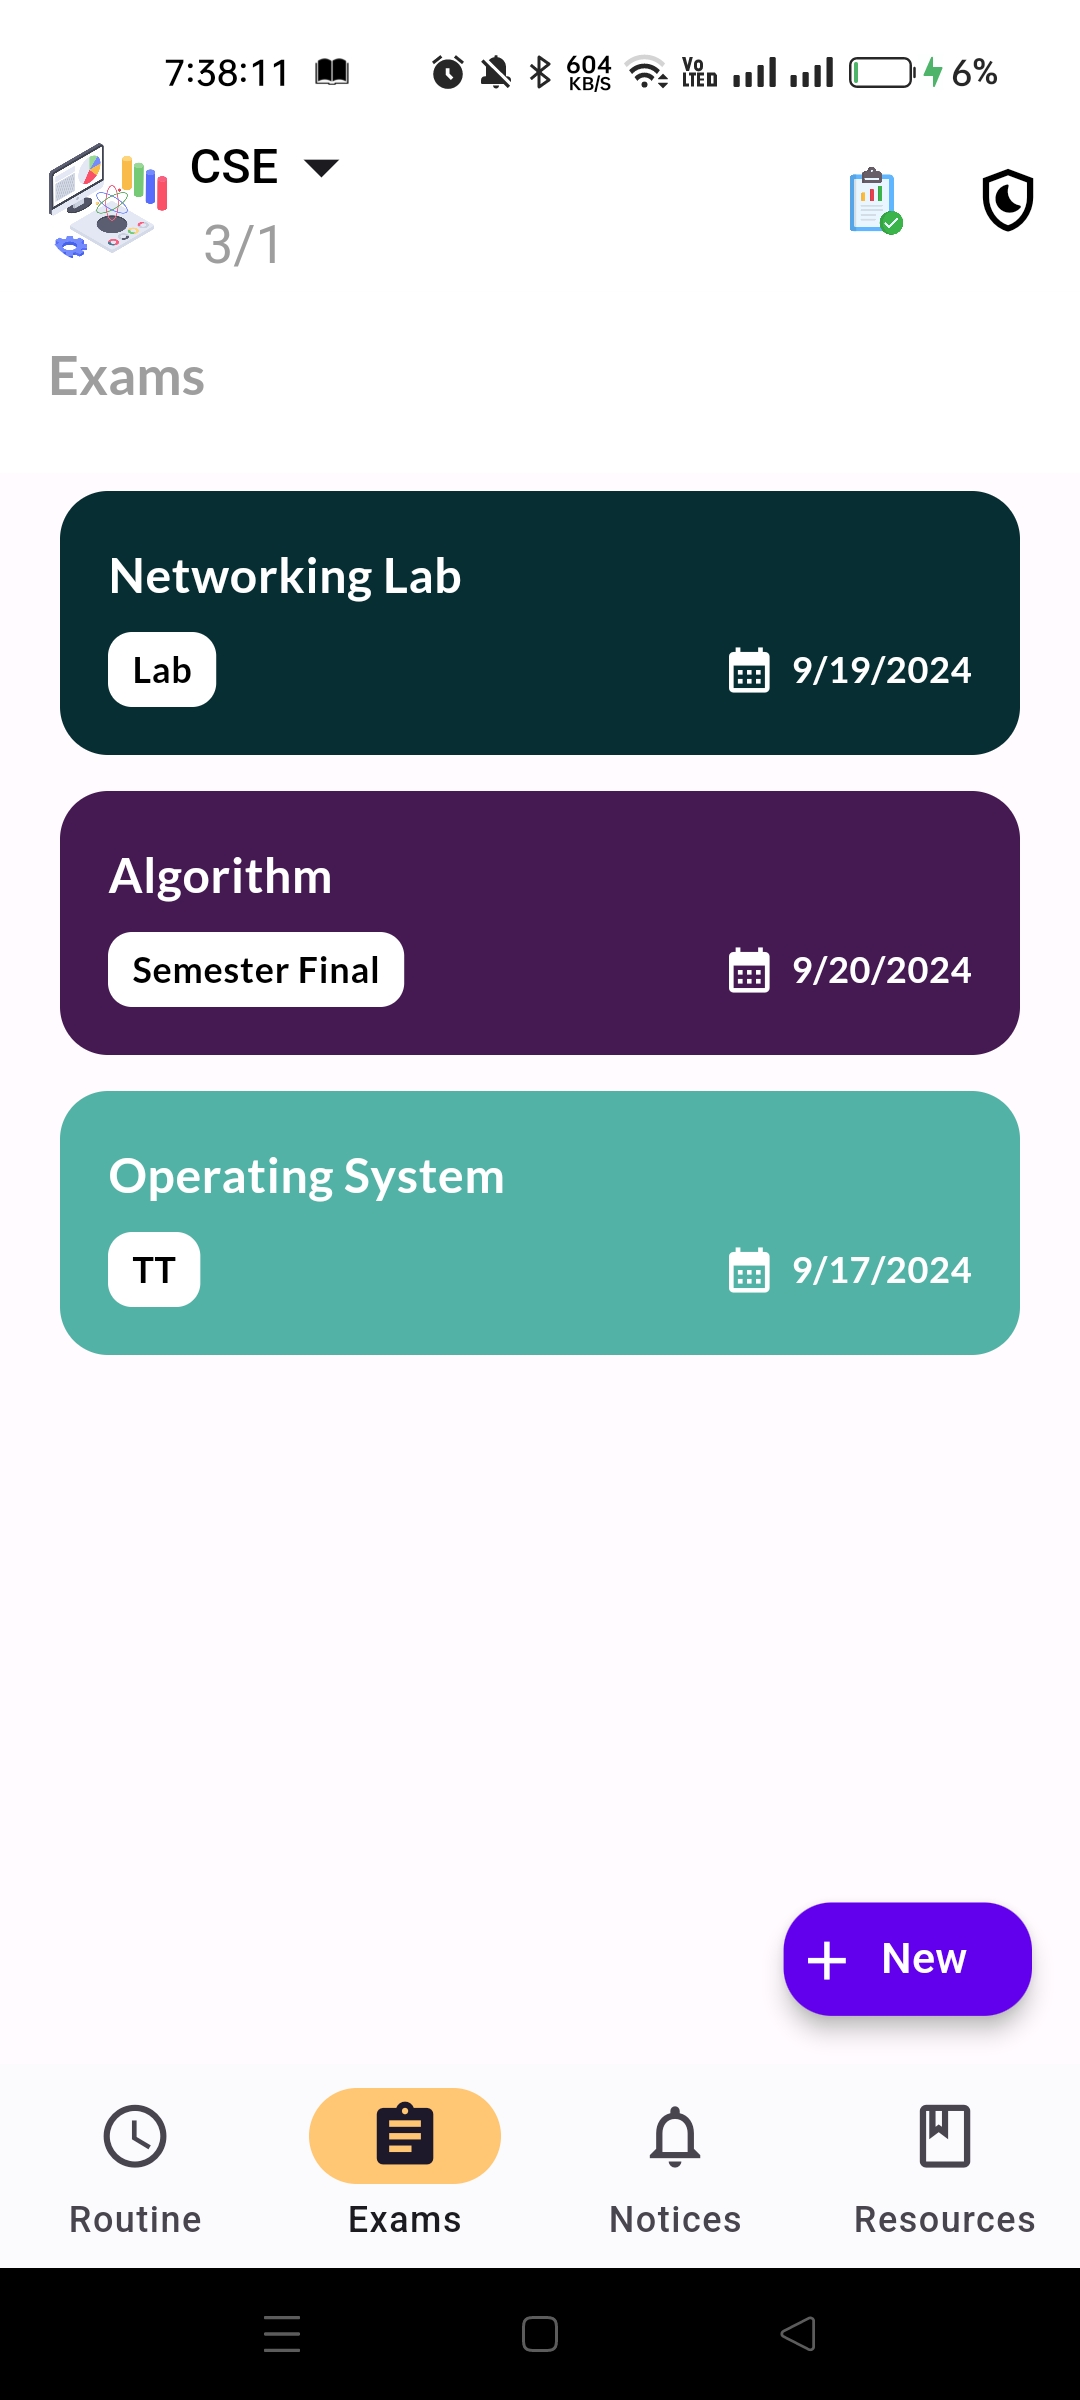 7:38:11 604 KB/S Vo LTE D 6%
CSE
3/1
Exams
Networking Lab
Lab 9/19/2024
Algorithm
Semester Final 9/20/2024
Operating System
TT 9/17/2024
+ New
Routine Exams Notices Resources